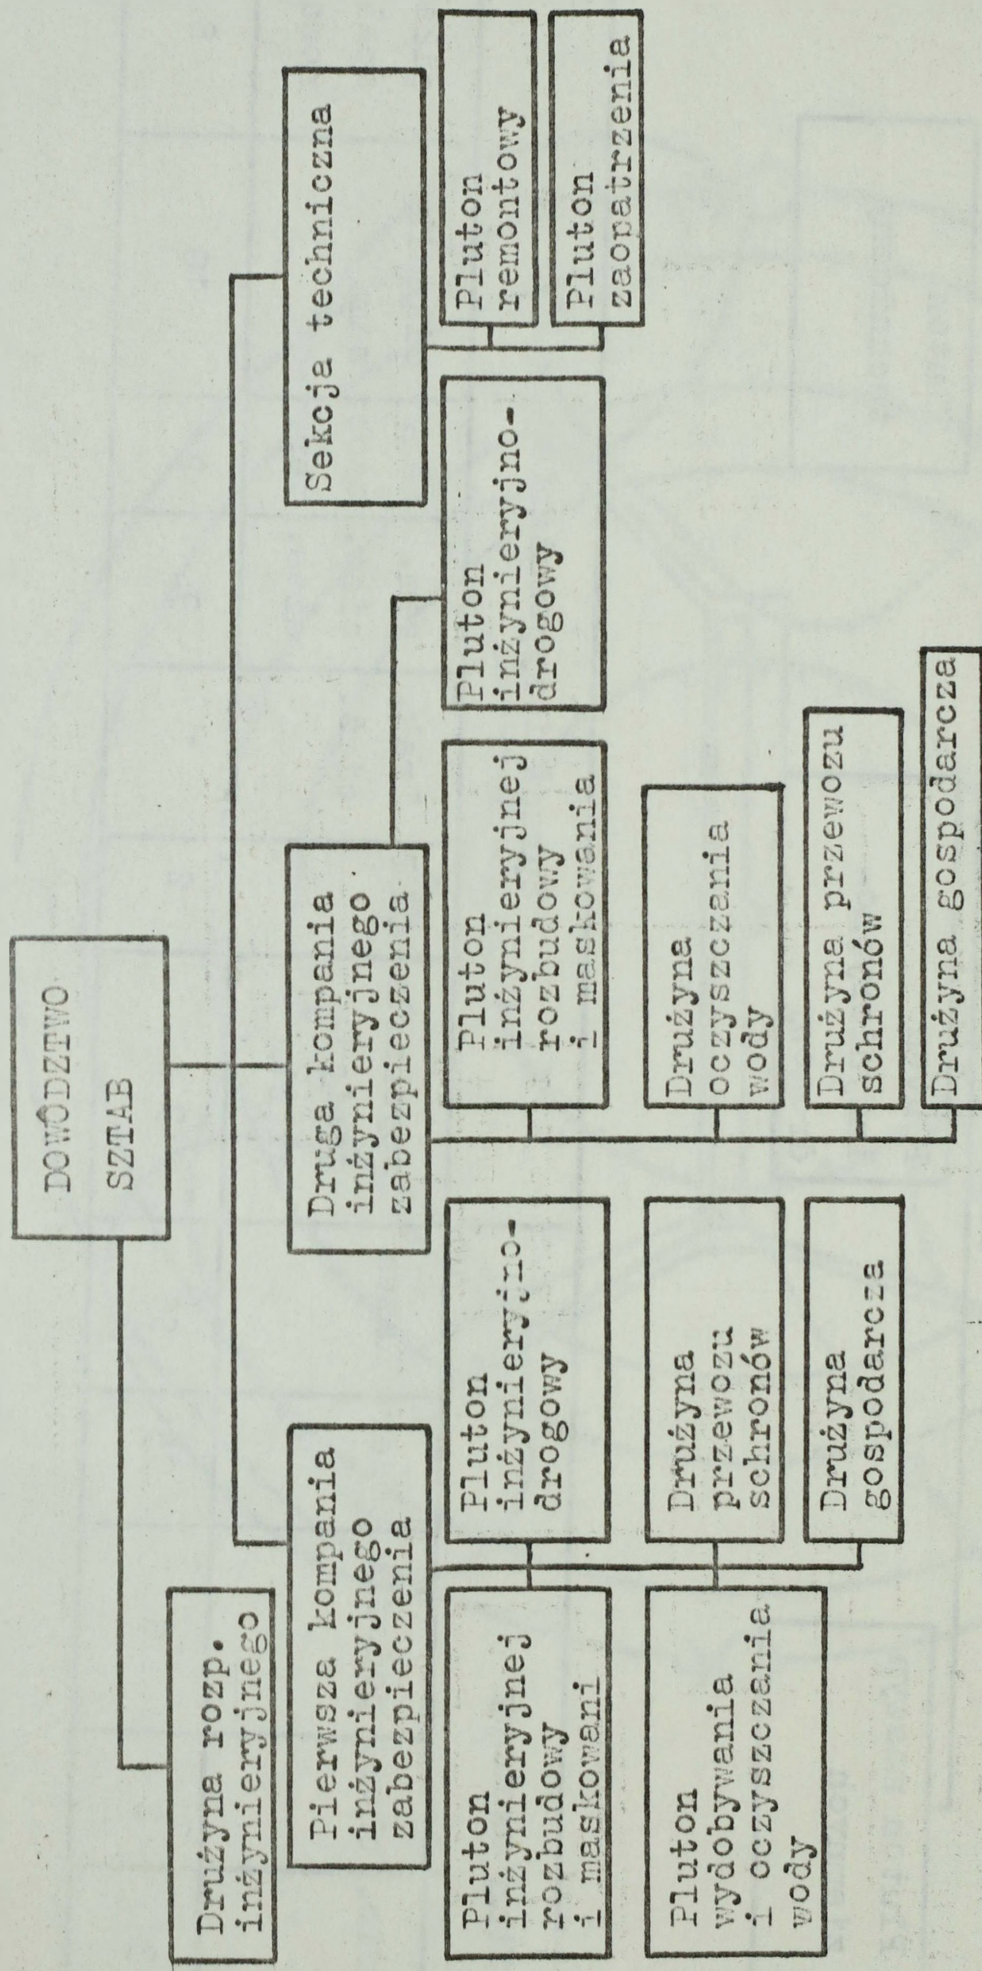 DOWÓDZTWO
SZTAB
Drużyna rozp.
inżynieryjnego
Pierwsza kompania
inżynieryjnego
zabezpieczenia
Druga kompania
inżynieryjnego
zabezpieczenia
Sekcja techniczna
Pluton
inżynieryjnej
rozbudowy
i maskowani
Pluton
inżynieryjno-
drogowy
Pluton
wydobywania
i oczyszczania
wody
Drużyna
przewozu
schronów
Drużyna
gospodarcza
Pluton
inżynieryjnej
rozbudowy
i maskowania
Pluton
inżynieryjno-
drogowy
Drużyna
oczyszczania
wody
Drużyna przewozu
schronów
Drużyna gospodarcza
Pluton
remontowy
Pluton
zaopatrzenia